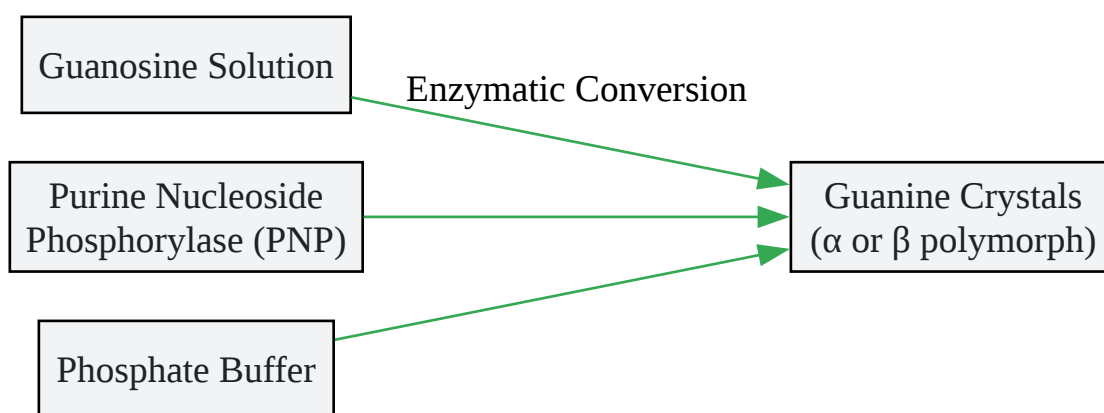 Guanosine Solution
Enzymatic Conversion
Purine Nucleoside
Phosphorylase (PNP)
Guanine Crystals
(α or β polymorph)
Phosphate Buffer